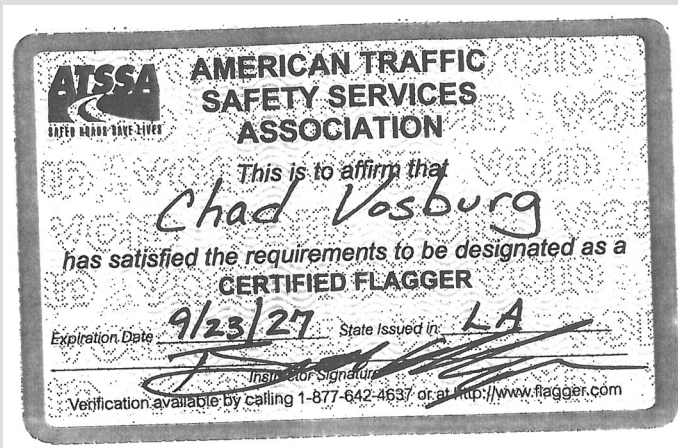 ATSSA
SAFER ROADS SAVE LIVES
AMERICAN TRAFFIC
SAFETY SERVICES
ASSOCIATION
This is to affirm that
Chad Vosburg
has satisfied the requirements to be designated as a
CERTIFIED FLAGGER
Expiration Date 9/23/27 State Issued in: LA
Instructor Signature
Verification available by calling 1-877-642-4637 or at http://www.flagger.com